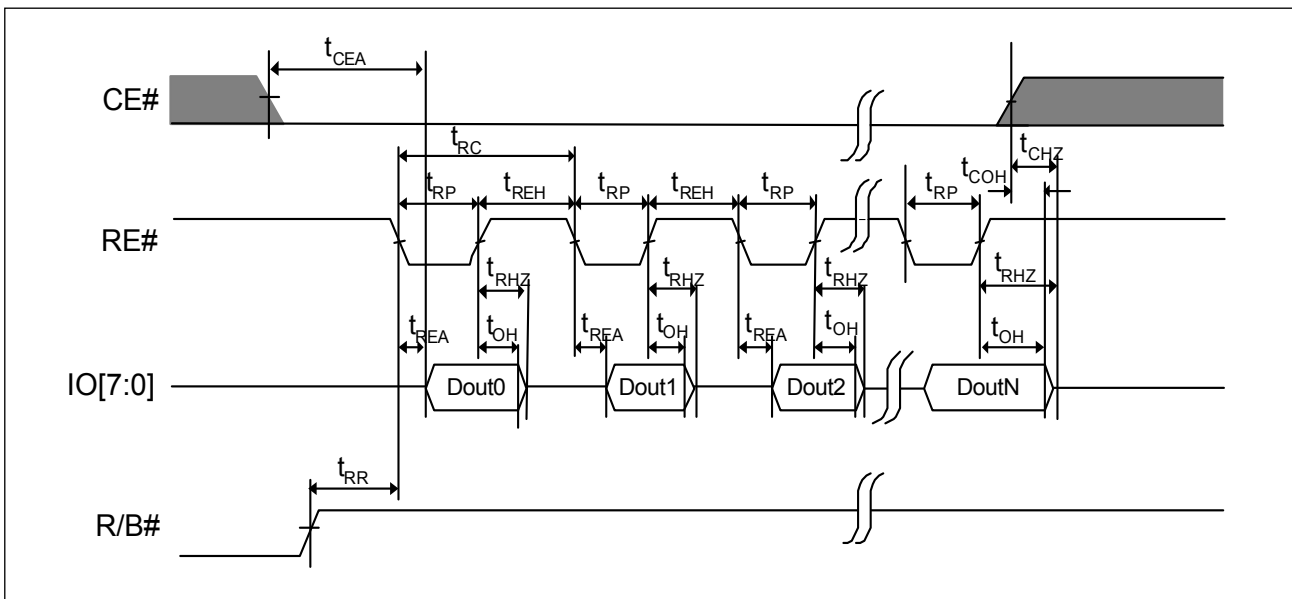 tCEA
CE#
tRC
tCHZ
tCOH
tRP tREH tRP tREH tRP tRP
RE#
tRHZ tRHZ tRHZ tRHZ
tREA tOH tREA tOH tREA tOH tOH
IO[7:0] Dout0 Dout1 Dout2 DoutN
tRR
R/B#